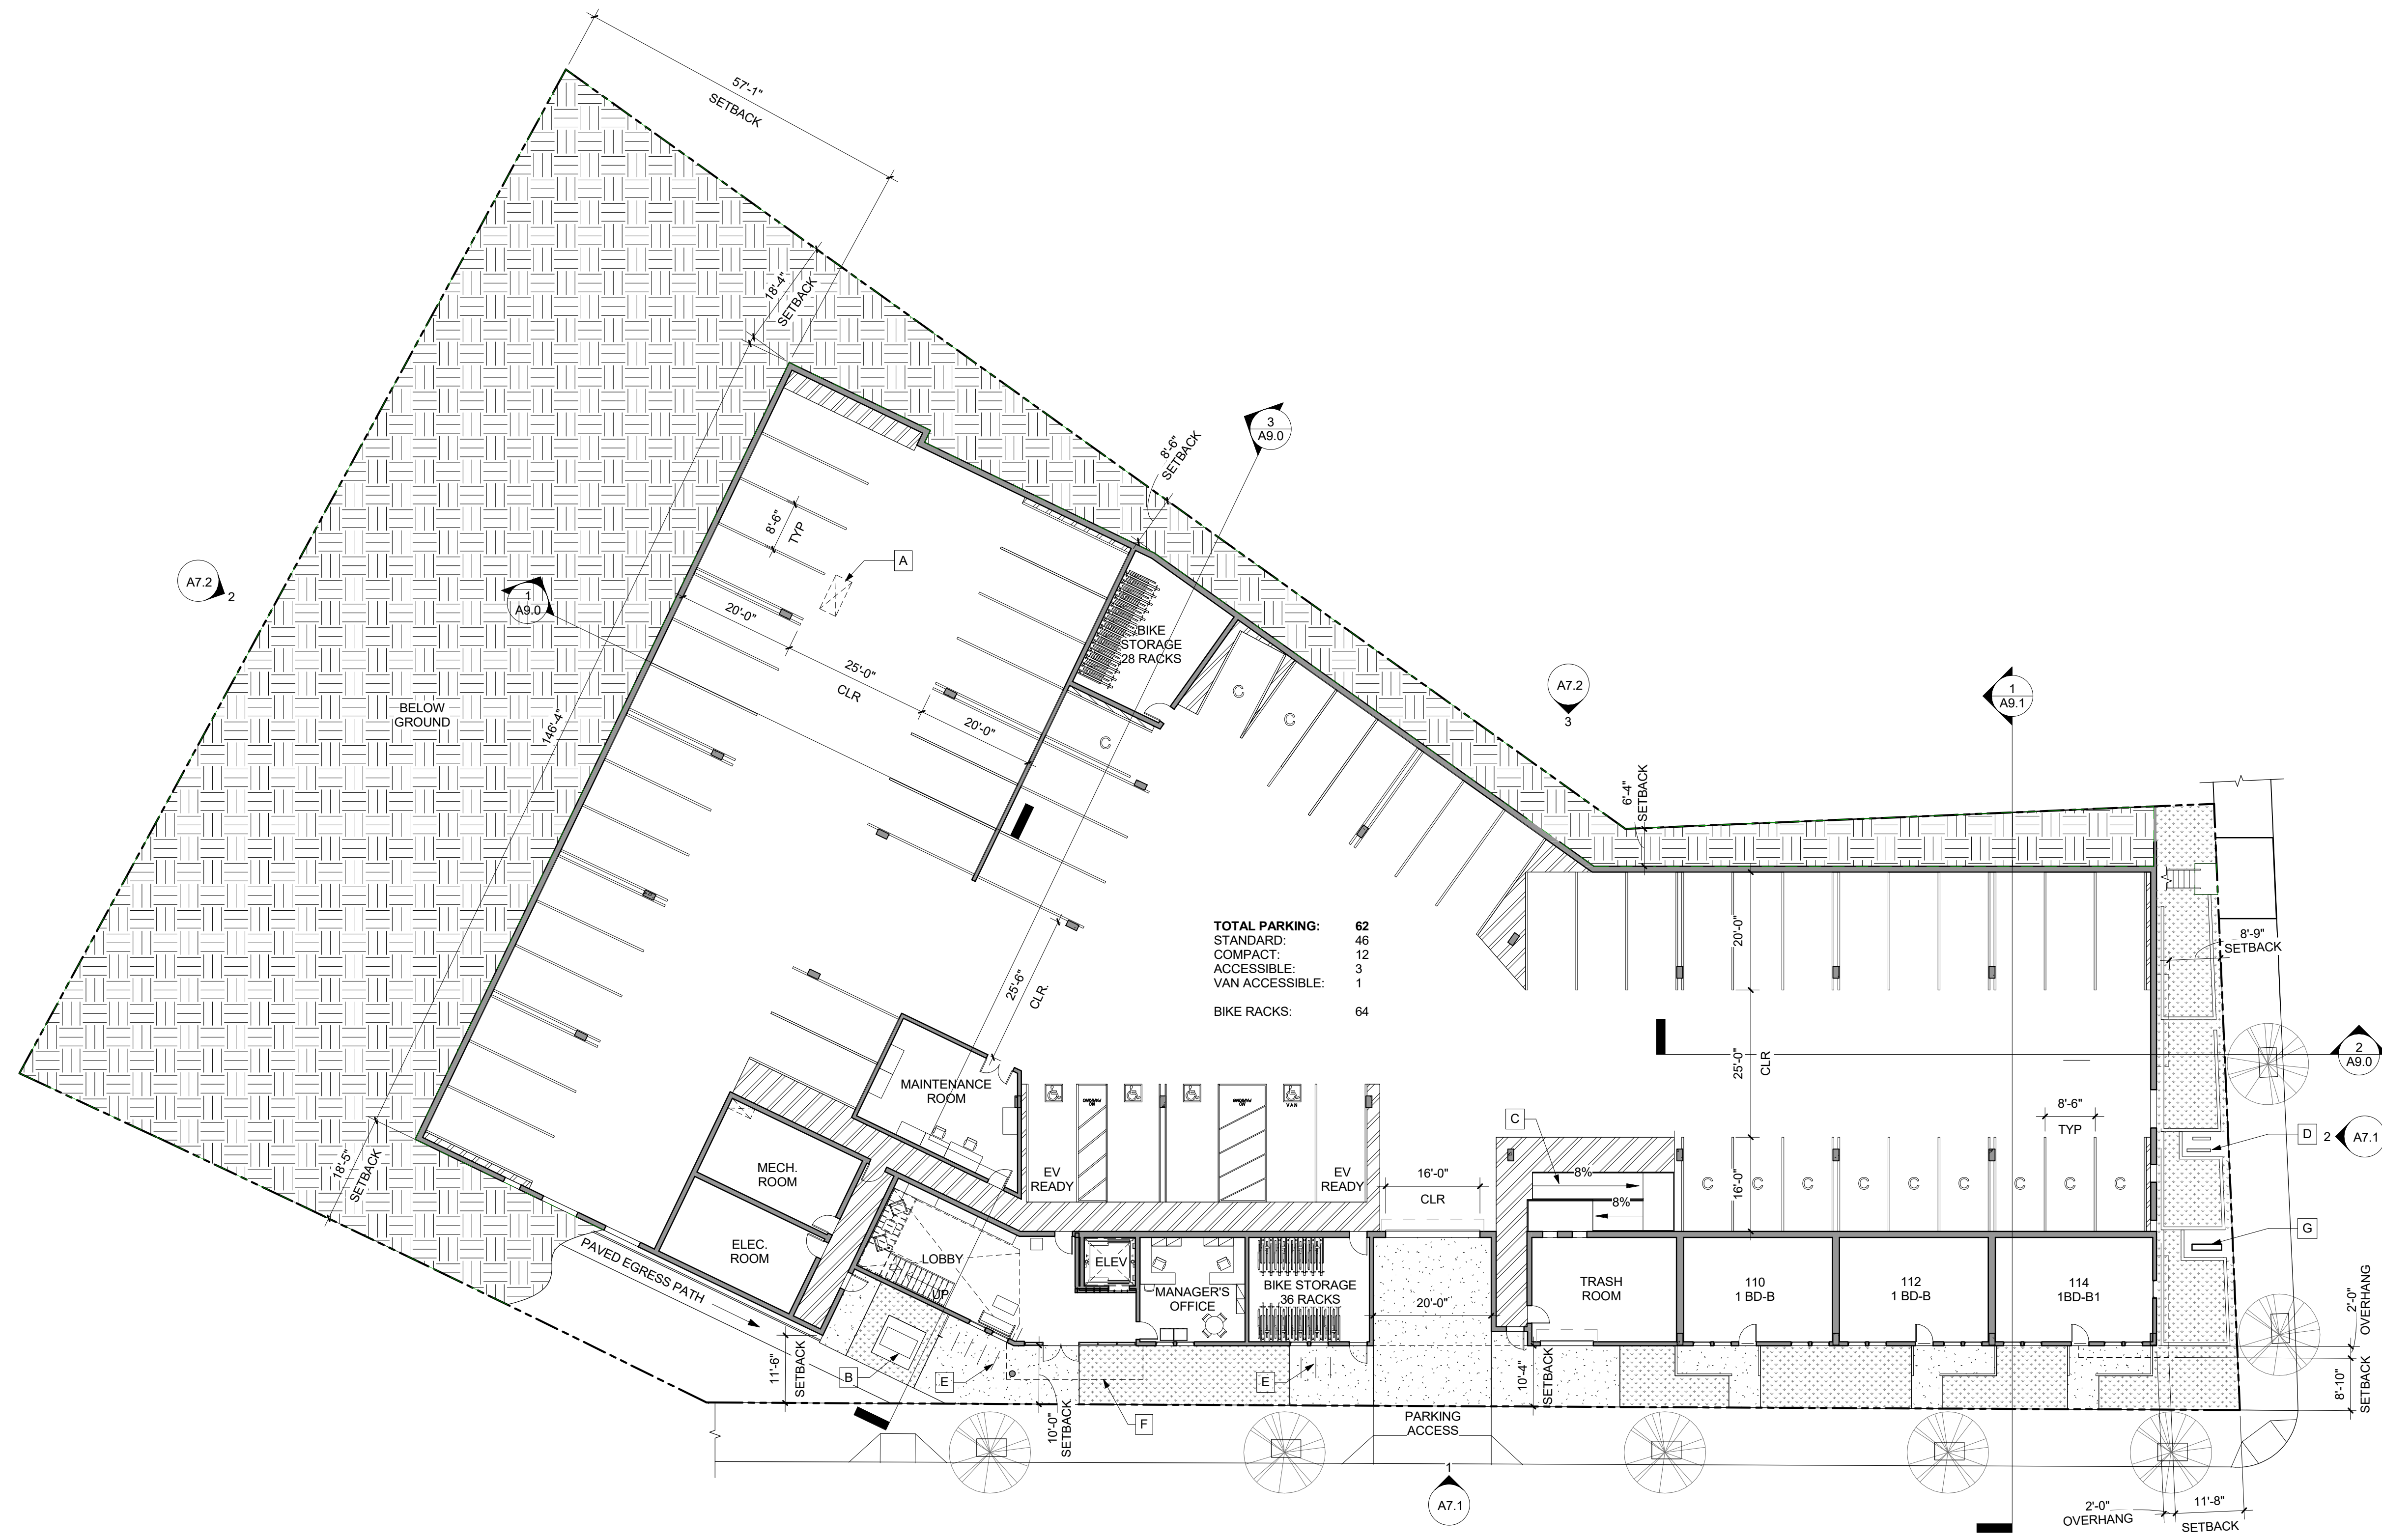 57'-1"
SETBACK
18'-4"
SETBACK
3
A9.0
8'-6"
SETBACK
8'-6"
TYP
A
A7.2
2
1
A9.0
20'-0"
BIKE
STORAGE
28 RACKS
25'-0"
CLR
20'-0"
C
C
C
A7.2
3
1
A9.1
BELOW
GROUND
146'-4"
6'-4"
SETBACK
TOTAL PARKING: 62
STANDARD: 46
COMPACT: 12
ACCESSIBLE: 3
VAN ACCESSIBLE: 1
BIKE RACKS: 64
20'-0"
8'-9"
SETBACK
25'-6"
CLR.
25'-0"
CLR
2
A9.0
MAINTENANCE
ROOM
NO
PARKING
NO
PARKING
VAN
8'-6"
TYP
C
D
2
A7.1
18'-5"
SETBACK
MECH.
ROOM
EV
READY
EV
READY
16'-0"
CLR
8%
8%
16'-0"
C
C
C
C
C
C
C
C
C
G
ELEC.
ROOM
LOBBY
UP
ELEV
MANAGER'S
OFFICE
BIKE STORAGE
36 RACKS
20'-0"
TRASH
ROOM
110
1 BD-B
112
1 BD-B
114
1BD-B1
PAVED EGRESS PATH
2'-0"
OVERHANG
11'-6"
SETBACK
B
E
E
F
10'-0"
SETBACK
10'-4"
SETBACK
8'-10"
SETBACK
PARKING
ACCESS
1
A7.1
2'-0"
OVERHANG
11'-8"
SETBACK